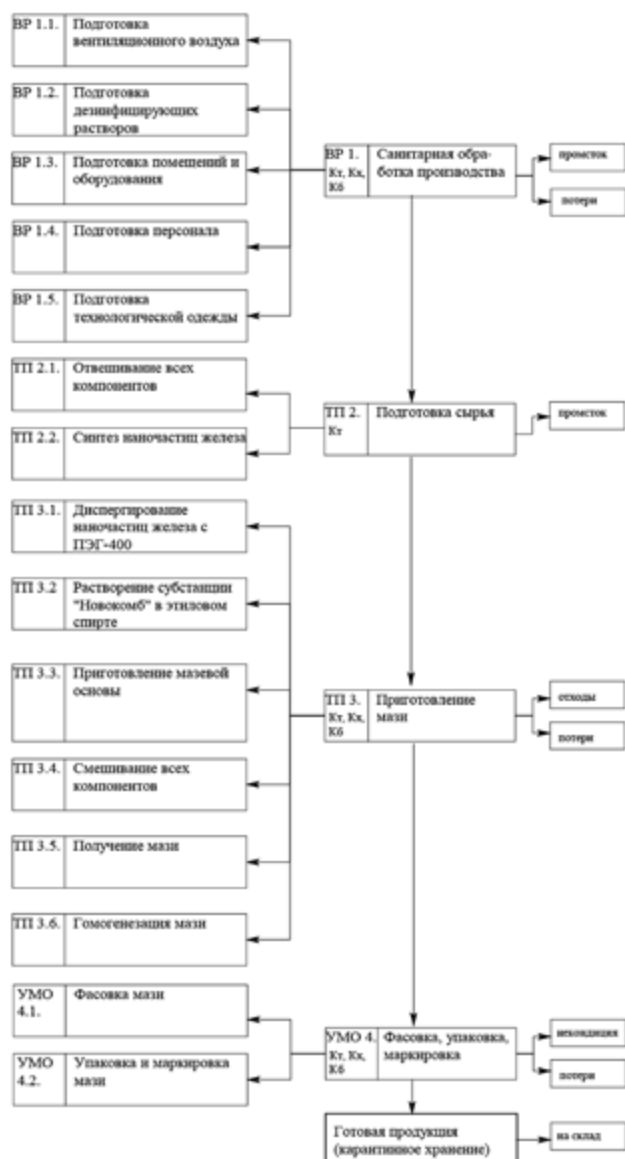 ВР 1.1.
Подготовка
вентиляционного воздуха
ВР 1.2.
Подготовка
дезинфицирующих
растворов
ВР 1.3.
Подготовка помещений и
оборудования
ВР 1.4.
Подготовка персонала
ВР 1.5.
Подготовка
технологической одежды
ВР 1.
Кт, Кх,
Кб
Санитарная обра-
ботка производства
промсток
потери
ТП 2.1.
Отвешивание всех
компонентов
ТП 2.2.
Синтез наночастиц железа
ТП 2.
Кт
Подготовка сырья
промсток
ТП 3.1.
Диспергирование
наночастиц железа с
ПЭГ-400
ТП 3.2
Растворение субстанции
"Новокомб" в этиловом
спирте
ТП 3.3.
Приготовление мазевой
основы
ТП 3.4.
Смешивание всех
компонентов
ТП 3.5.
Получение мази
ТП 3.6.
Гомогенезация мази
ТП 3.
Кт, Кх,
Кб
Приготовление
мази
отходы
потери
УМО
4.1.
Фасовка мази
УМО
4.2.
Упаковка и маркировка
мази
УМО 4.
Кт, Кх,
Кб
Фасовка, упаковка,
маркировка
некондиция
потери
Готовая продукция
(карантинное хранение)
на склад